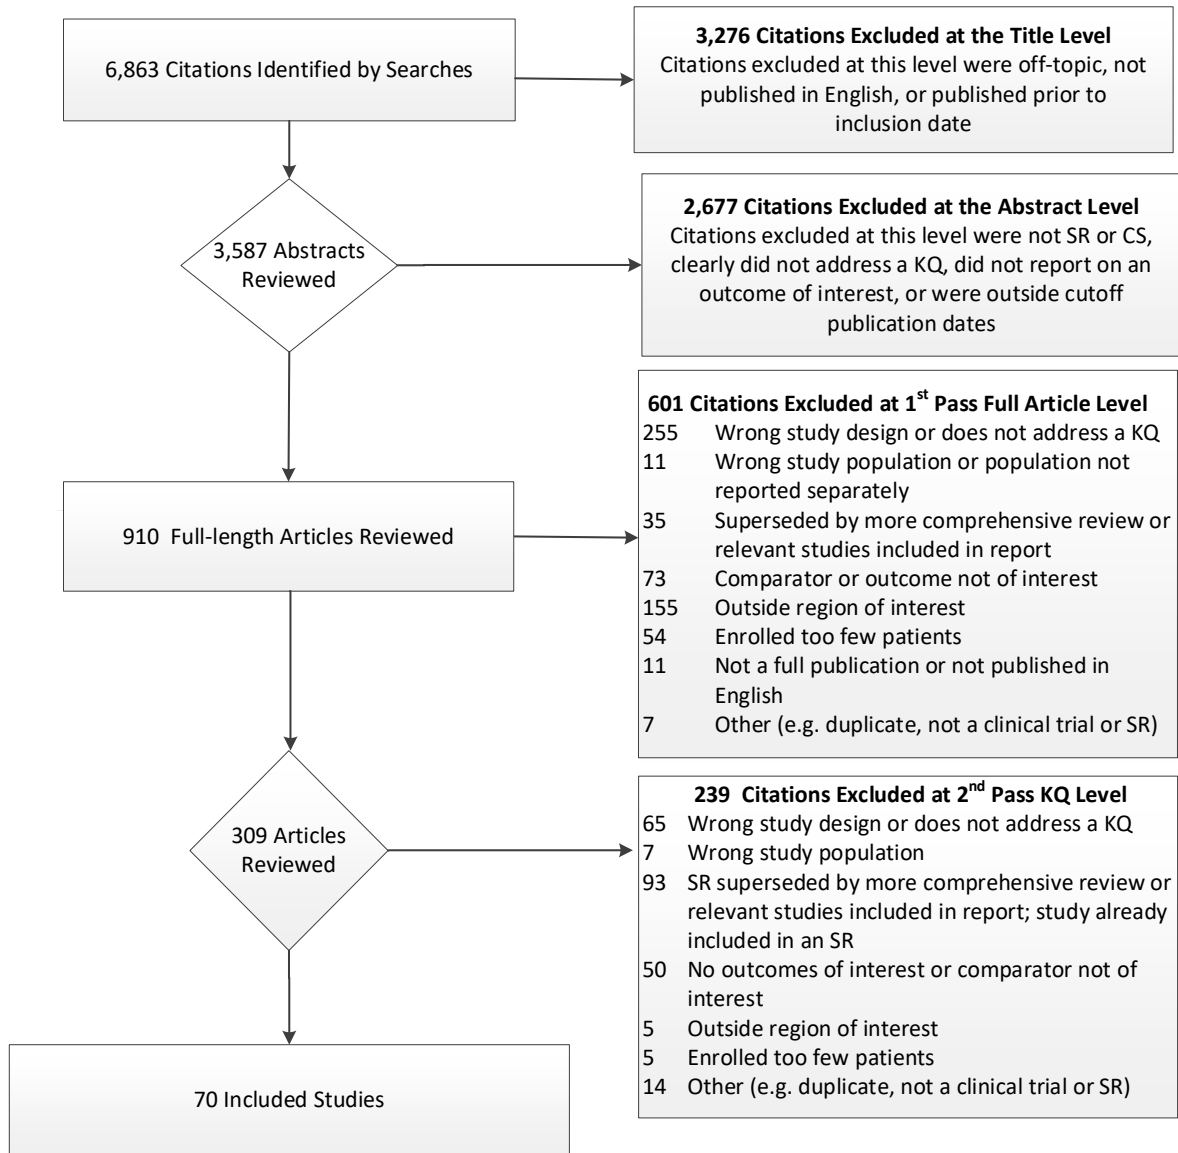 6,863 Citations Identified by Searches
3,276 Citations Excluded at the Title Level
Citations excluded at this level were off-topic, not
published in English, or published prior to
inclusion date
3,587 Abstracts
Reviewed
2,677 Citations Excluded at the Abstract Level
Citations excluded at this level were not SR or CS,
clearly did not address a KQ, did not report on an
outcome of interest, or were outside cutoff
publication dates
910 Full-length Articles Reviewed
601 Citations Excluded at 1st Pass Full Article Level
255 Wrong study design or does not address a KQ
11 Wrong study population or population not
reported separately
35 Superseded by more comprehensive review or
relevant studies included in report
73 Comparator or outcome not of interest
155 Outside region of interest
54 Enrolled too few patients
11 Not a full publication or not published in
English
7 Other (e.g. duplicate, not a clinical trial or SR)
309 Articles
Reviewed
239 Citations Excluded at 2nd Pass KQ Level
65 Wrong study design or does not address a KQ
7 Wrong study population
93 SR superseded by more comprehensive review or
relevant studies included in report; study already
included in an SR
50 No outcomes of interest or comparator not of
interest
5 Outside region of interest
5 Enrolled too few patients
14 Other (e.g. duplicate, not a clinical trial or SR)
70 Included Studies